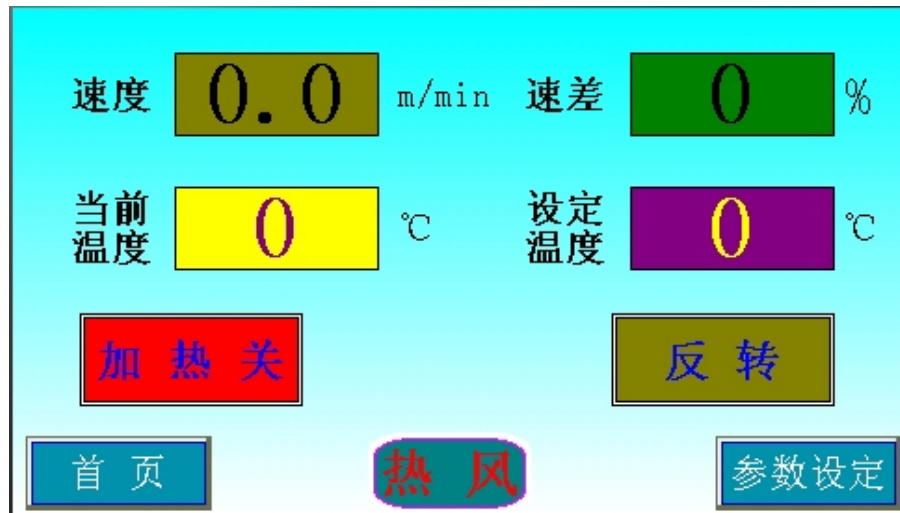 速度 0.0 m/min 速差 0 %
当前温度 0 ℃ 设定温度 0 ℃
加热关 反转
首页 热风 参数设定